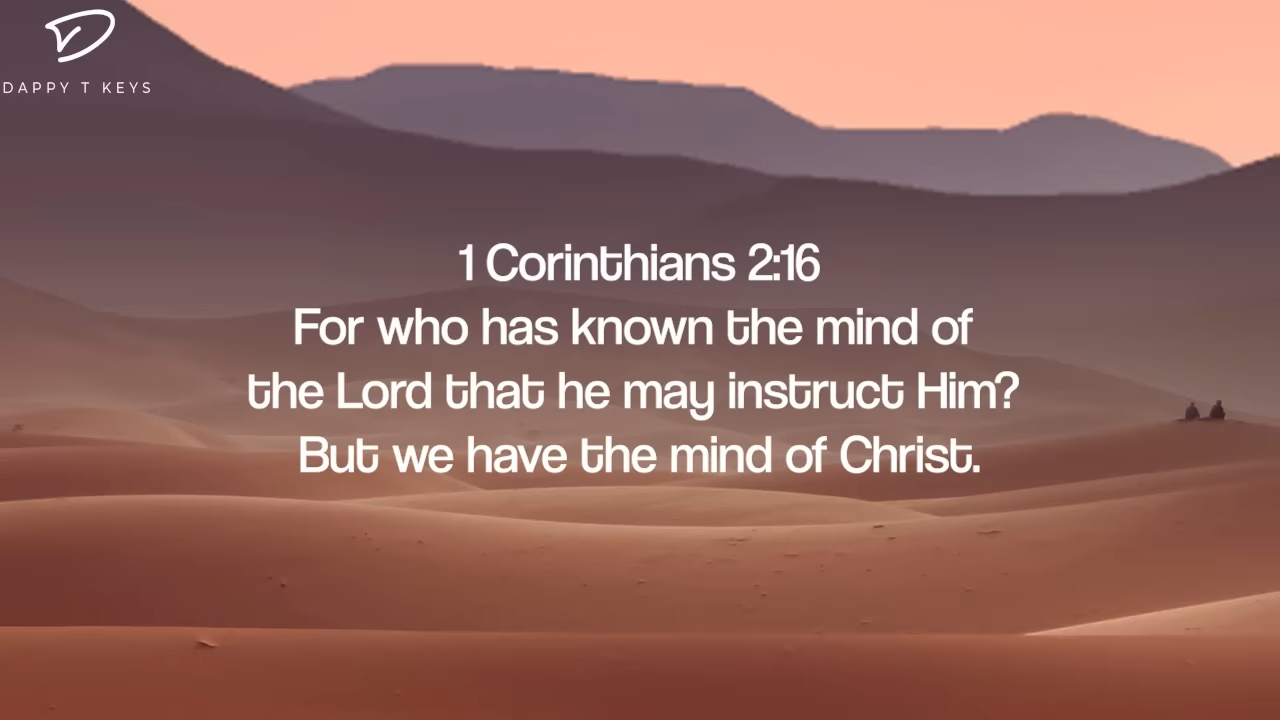 DAPPY T KEYS
1 Corinthians 2:16
For who has known the mind of
the Lord that he may instruct Him?
But we have the mind of Christ.